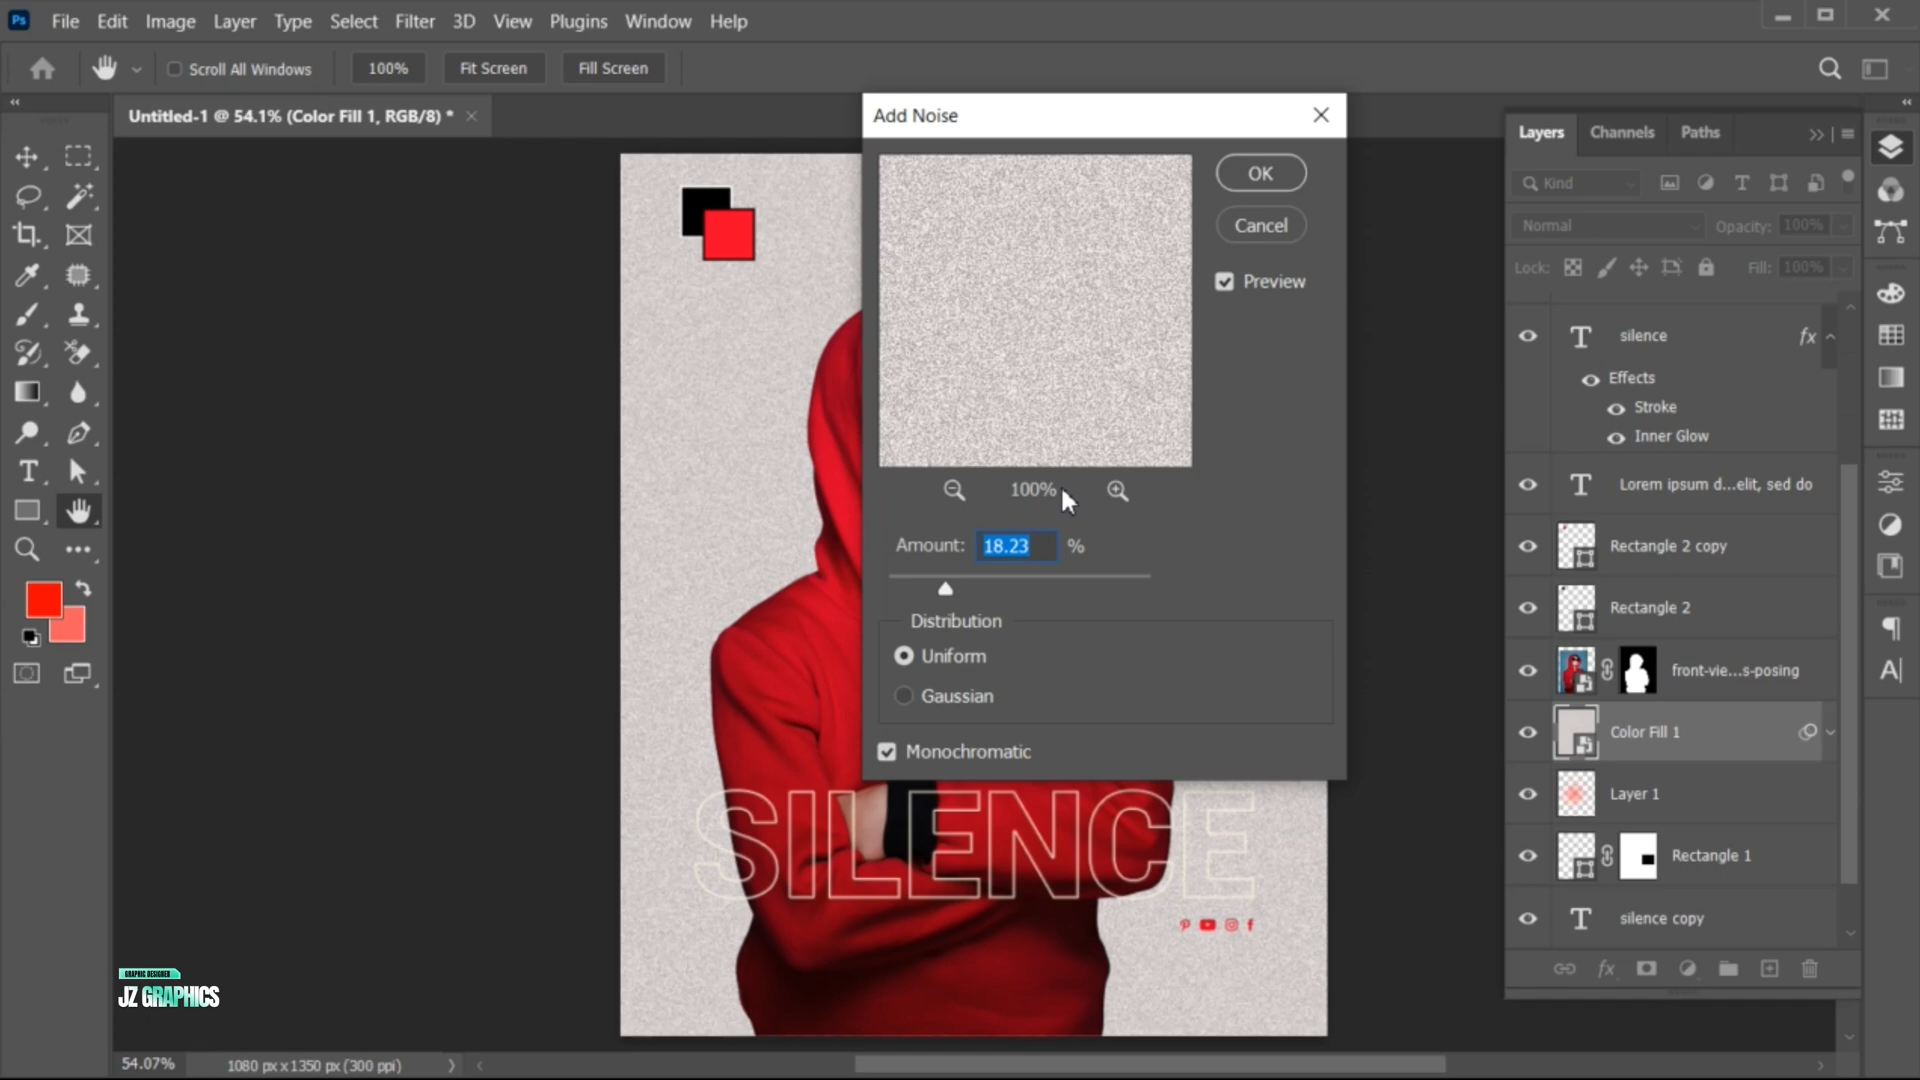 Ps File Edit Image Layer Type Select Filter 3D View Plugins Window Help
Scroll All Windows 100% Fit Screen Fill Screen
Untitled-1 @ 54.1% (Color Fill 1, RGB/8) *
Add Noise
OK
Cancel
Preview
100%
Amount: 18.23 %
Distribution
Uniform
Gaussian
Monochromatic
SILENCE
GRAPHIC DESIGNER
JZ GRAPHICS
54.07% 1080 px x 1350 px (300 ppi)
Layers Channels Paths
Kind
Normal Opacity: 100%
Lock: Fill: 100%
silence fx
Effects
Stroke
Inner Glow
Lorem ipsum d...elit, sed do
Rectangle 2 copy
Rectangle 2
front-vie...s-posing
Color Fill 1
Layer 1
Rectangle 1
silence copy
fx